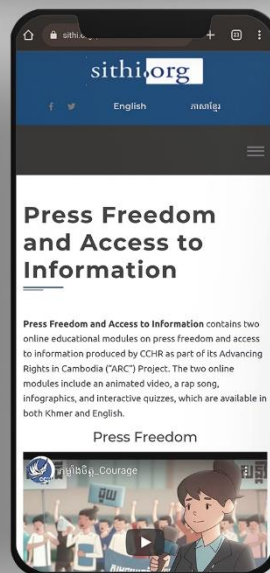 sithi.org
English ភាសាខ្មែរ
Press Freedom
and Access to
Information
Press Freedom and Access to Information contains two
online educational modules on press freedom and access
to information produced by CCHR as part of its Advancing
Rights in Cambodia ("ARC") Project. The two online
modules include an animated video, a rap song,
infographics, and interactive quizzes, which are available in
both Khmer and English.
Press Freedom
_Courage